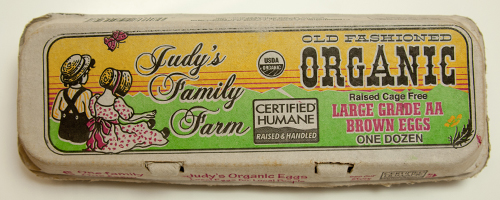 Judy's
Family
Farm
USDA
ORGANIC
CERTIFIED
HUMANE
RAISED & HANDLED
OLD FASHIONED
ORGANIC
Raised Cage Free
LARGE GRADE AA
BROWN EGGS
ONE DOZEN
Judy's Organic Eggs